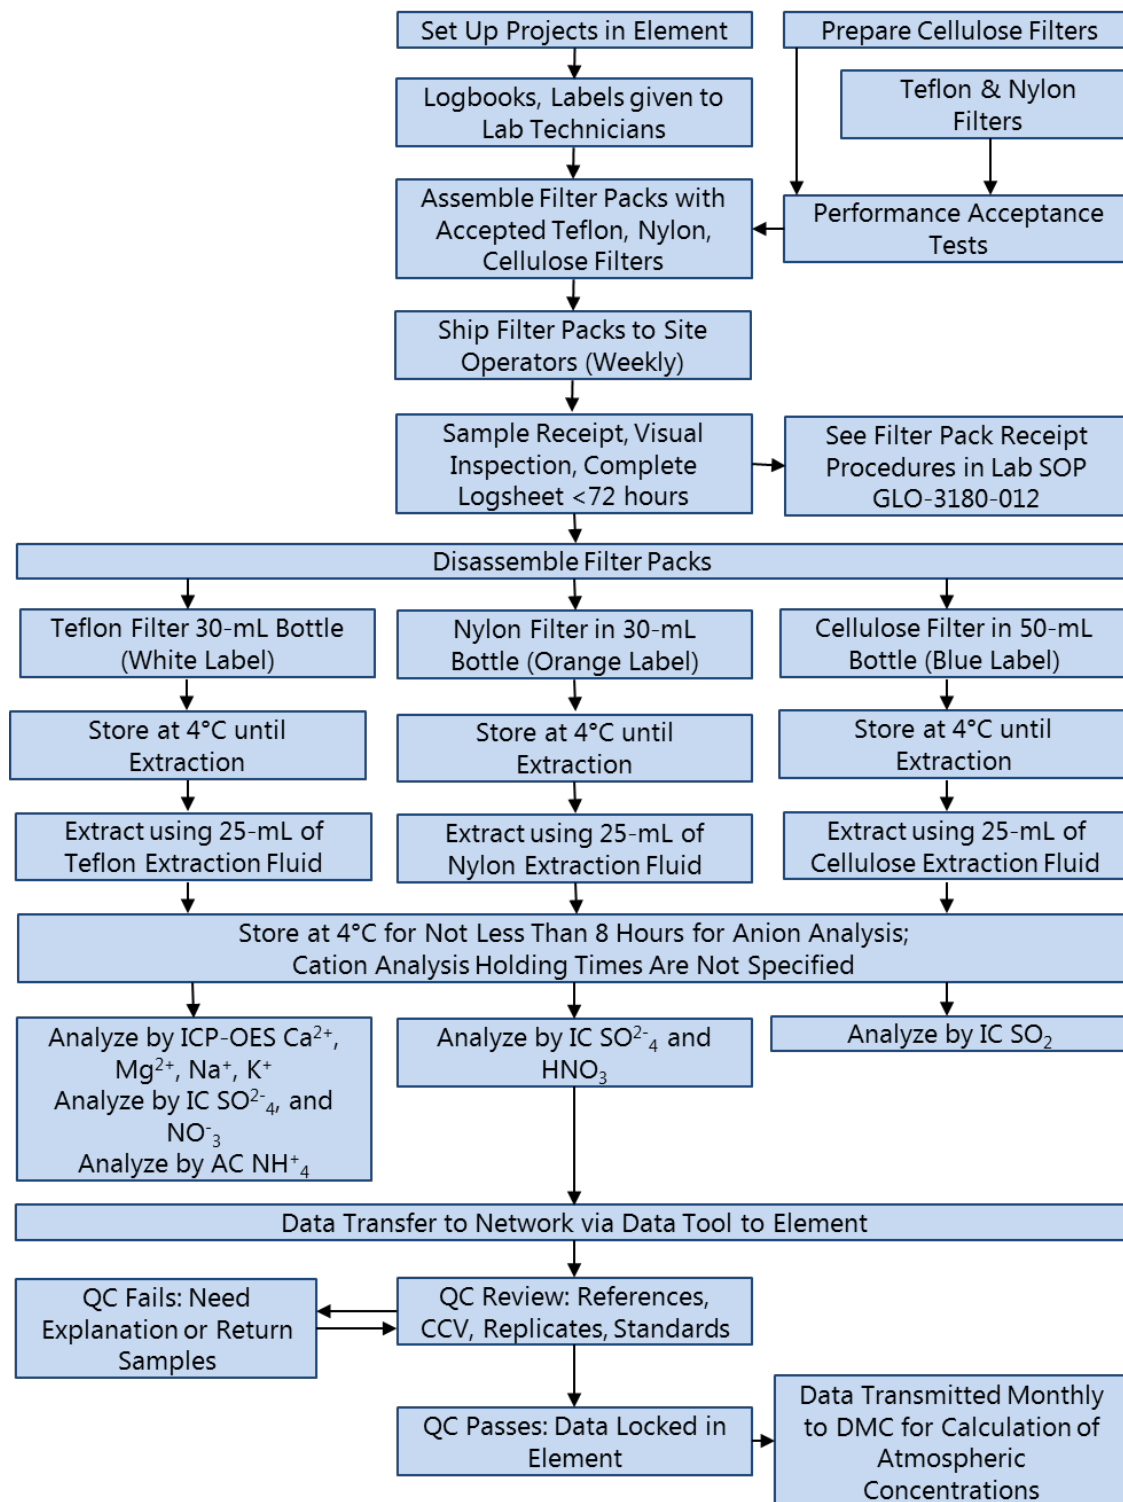 Set Up Projects in Element
Prepare Cellulose Filters
Logbooks, Labels given to
Lab Technicians
Teflon & Nylon
Filters
Assemble Filter Packs with
Accepted Teflon, Nylon,
Cellulose Filters
Performance Acceptance
Tests
Ship Filter Packs to Site
Operators (Weekly)
Sample Receipt, Visual
Inspection, Complete
Logsheet <72 hours
See Filter Pack Receipt
Procedures in Lab SOP
GLO-3180-012
Disassemble Filter Packs
Teflon Filter 30-mL Bottle
(White Label)
Nylon Filter in 30-mL
Bottle (Orange Label)
Cellulose Filter in 50-mL
Bottle (Blue Label)
Store at 4°C until
Extraction
Store at 4°C until
Extraction
Store at 4°C until
Extraction
Extract using 25-mL of
Teflon Extraction Fluid
Extract using 25-mL of
Nylon Extraction Fluid
Extract using 25-mL of
Cellulose Extraction Fluid
Store at 4°C for Not Less Than 8 Hours for Anion Analysis;
Cation Analysis Holding Times Are Not Specified
Analyze by ICP-OES Ca²⁺,
Mg²⁺, Na⁺, K⁺
Analyze by IC SO²⁻₄, and
NO⁻₃
Analyze by AC NH⁺₄
Analyze by IC SO²⁻₄ and
HNO₃
Analyze by IC SO₂
Data Transfer to Network via Data Tool to Element
QC Fails: Need
Explanation or Return
Samples
QC Review: References,
CCV, Replicates, Standards
QC Passes: Data Locked in
Element
Data Transmitted Monthly
to DMC for Calculation of
Atmospheric
Concentrations